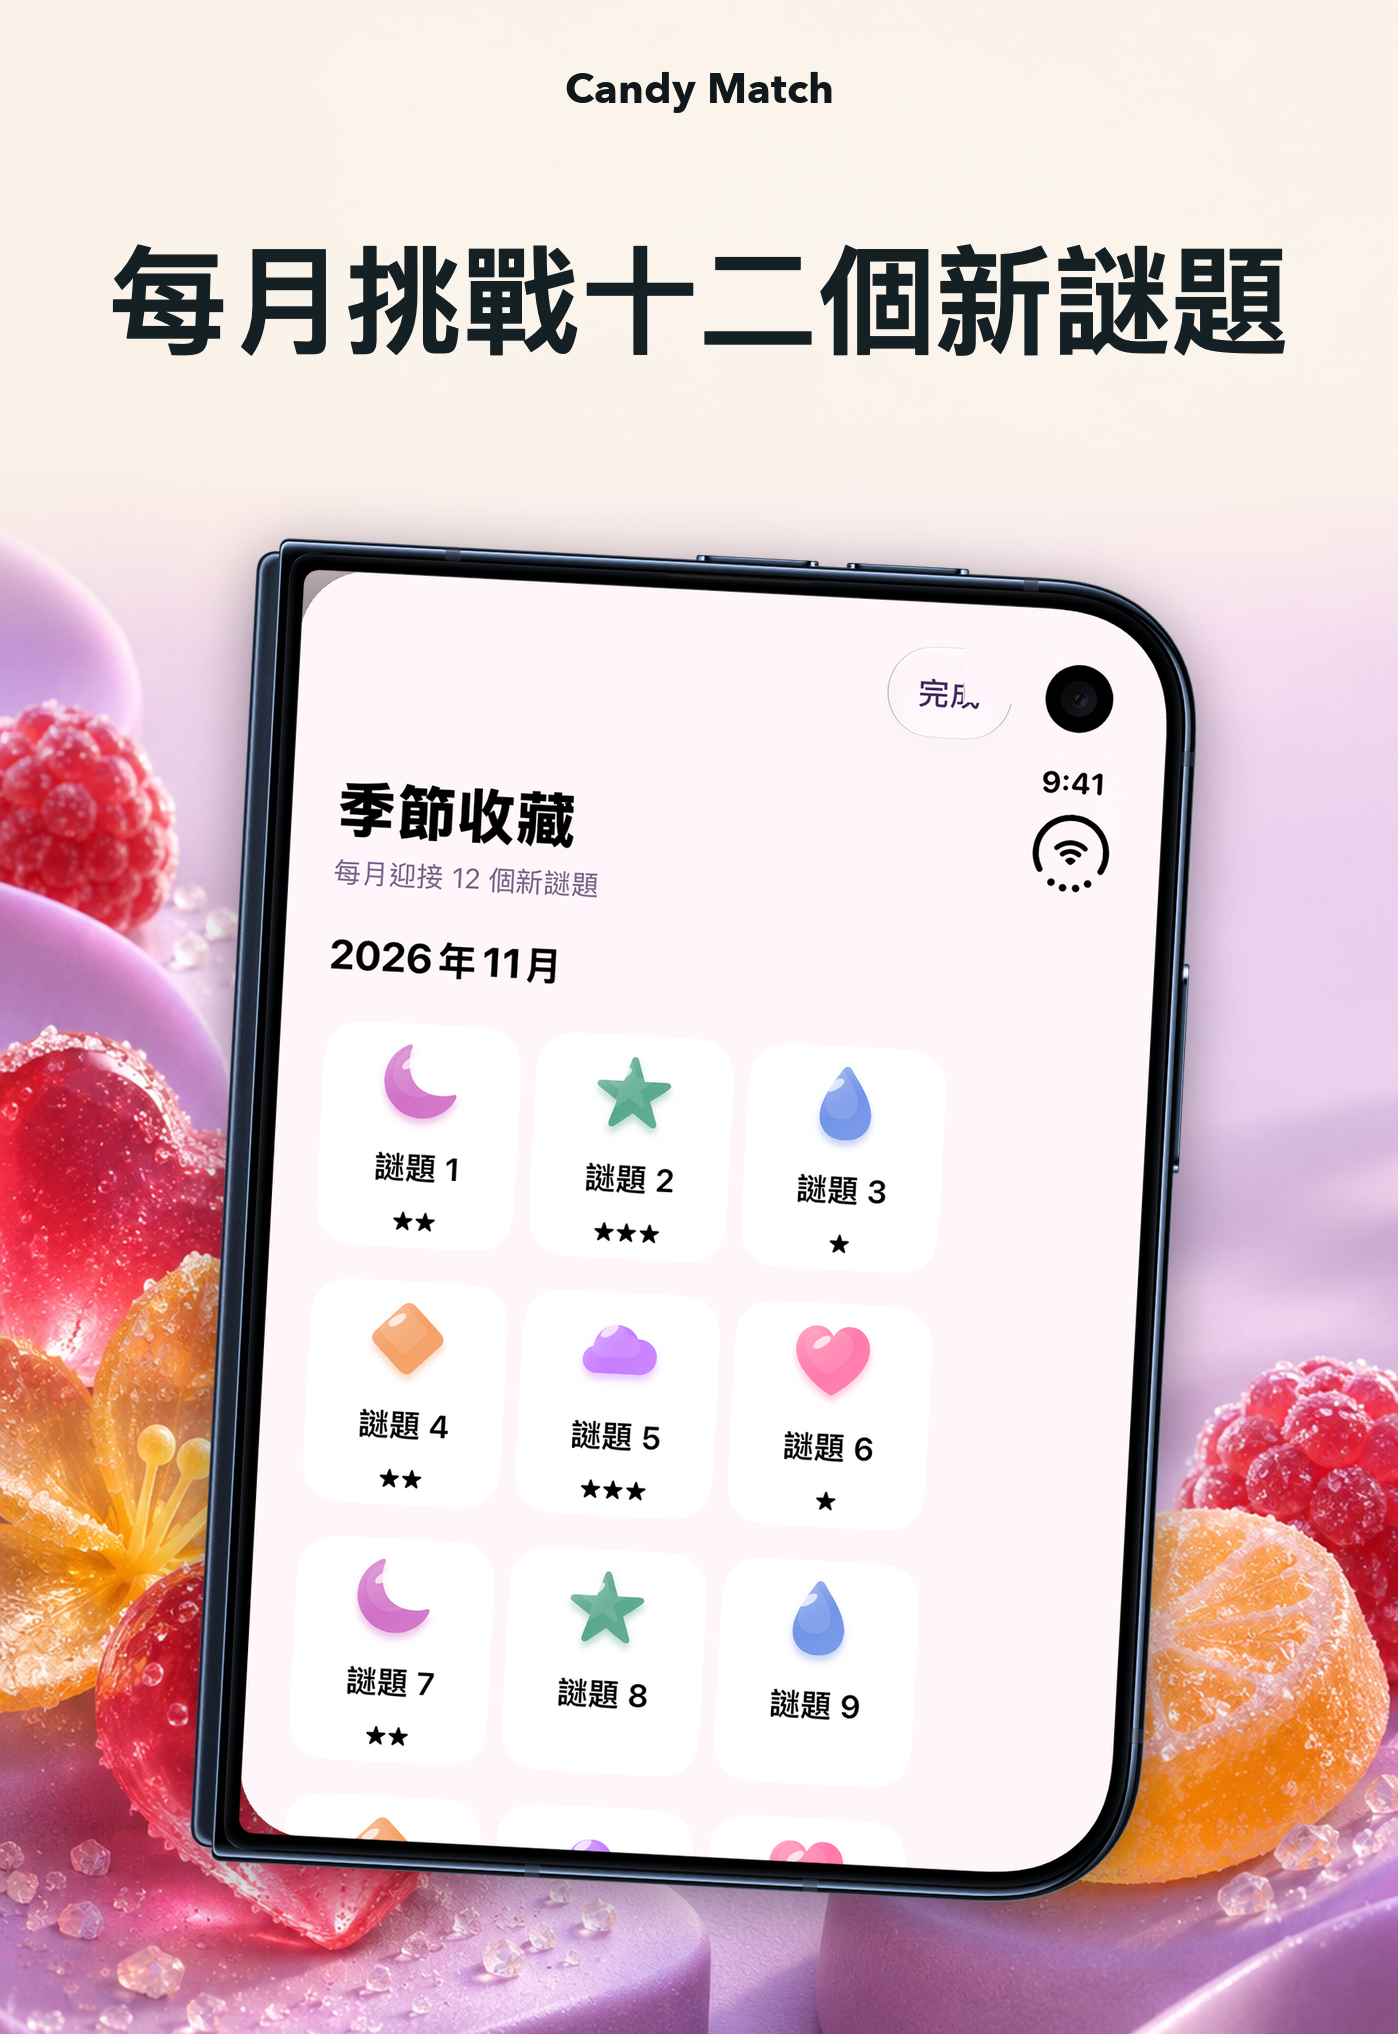 Candy Match
每月挑戰十二個新謎題
完成
9:41
季節收藏
每月迎接 12 個新謎題
2026年11月
謎題 1
★★
謎題 2
★★★
謎題 3
★
謎題 4
★★
謎題 5
★★★
謎題 6
★
謎題 7
★★
謎題 8
謎題 9